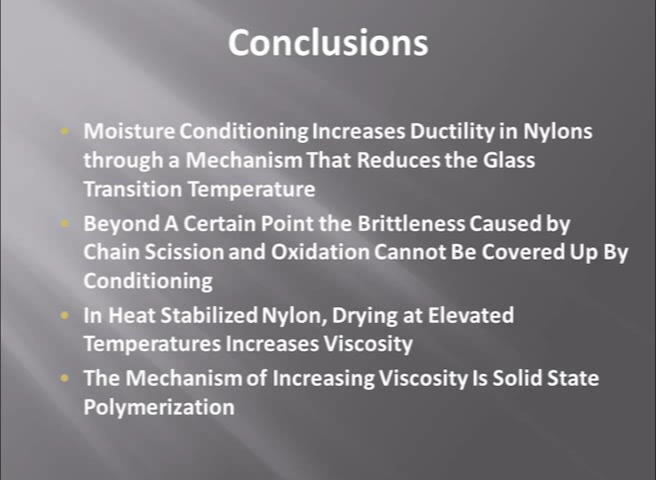 Conclusions
Moisture Conditioning Increases Ductility in Nylons
through a Mechanism That Reduces the Glass
Transition Temperature
Beyond A Certain Point the Brittleness Caused by
Chain Scission and Oxidation Cannot Be Covered Up By
Conditioning
In Heat Stabilized Nylon, Drying at Elevated
Temperatures Increases Viscosity
The Mechanism of Increasing Viscosity Is Solid State
Polymerization